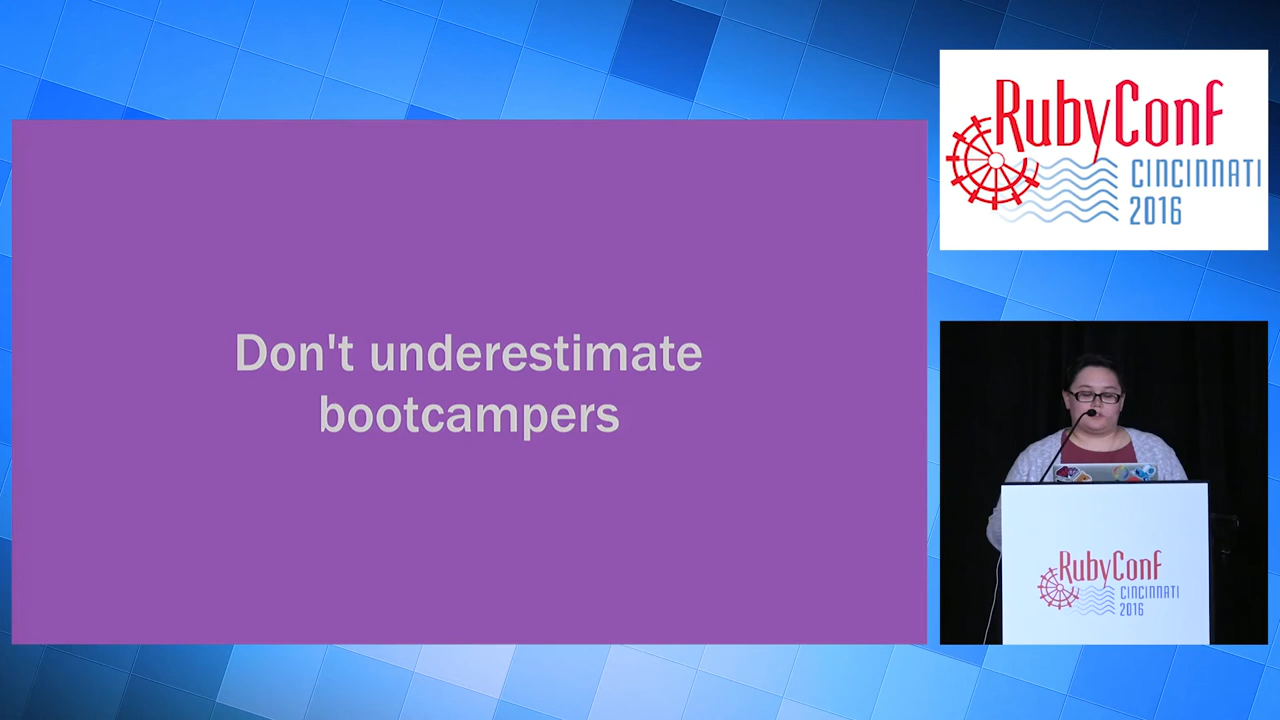 Don't underestimate
bootcampers
RubyConf
CINCINNATI
2016
RubyConf
CINCINNATI
2016